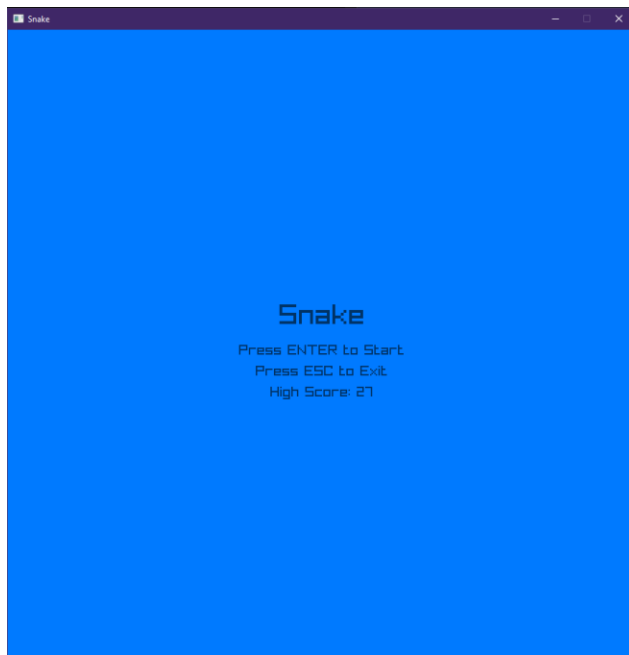 Snake
Snake
Press ENTER to Start
Press ESC to Exit
High Score: 27